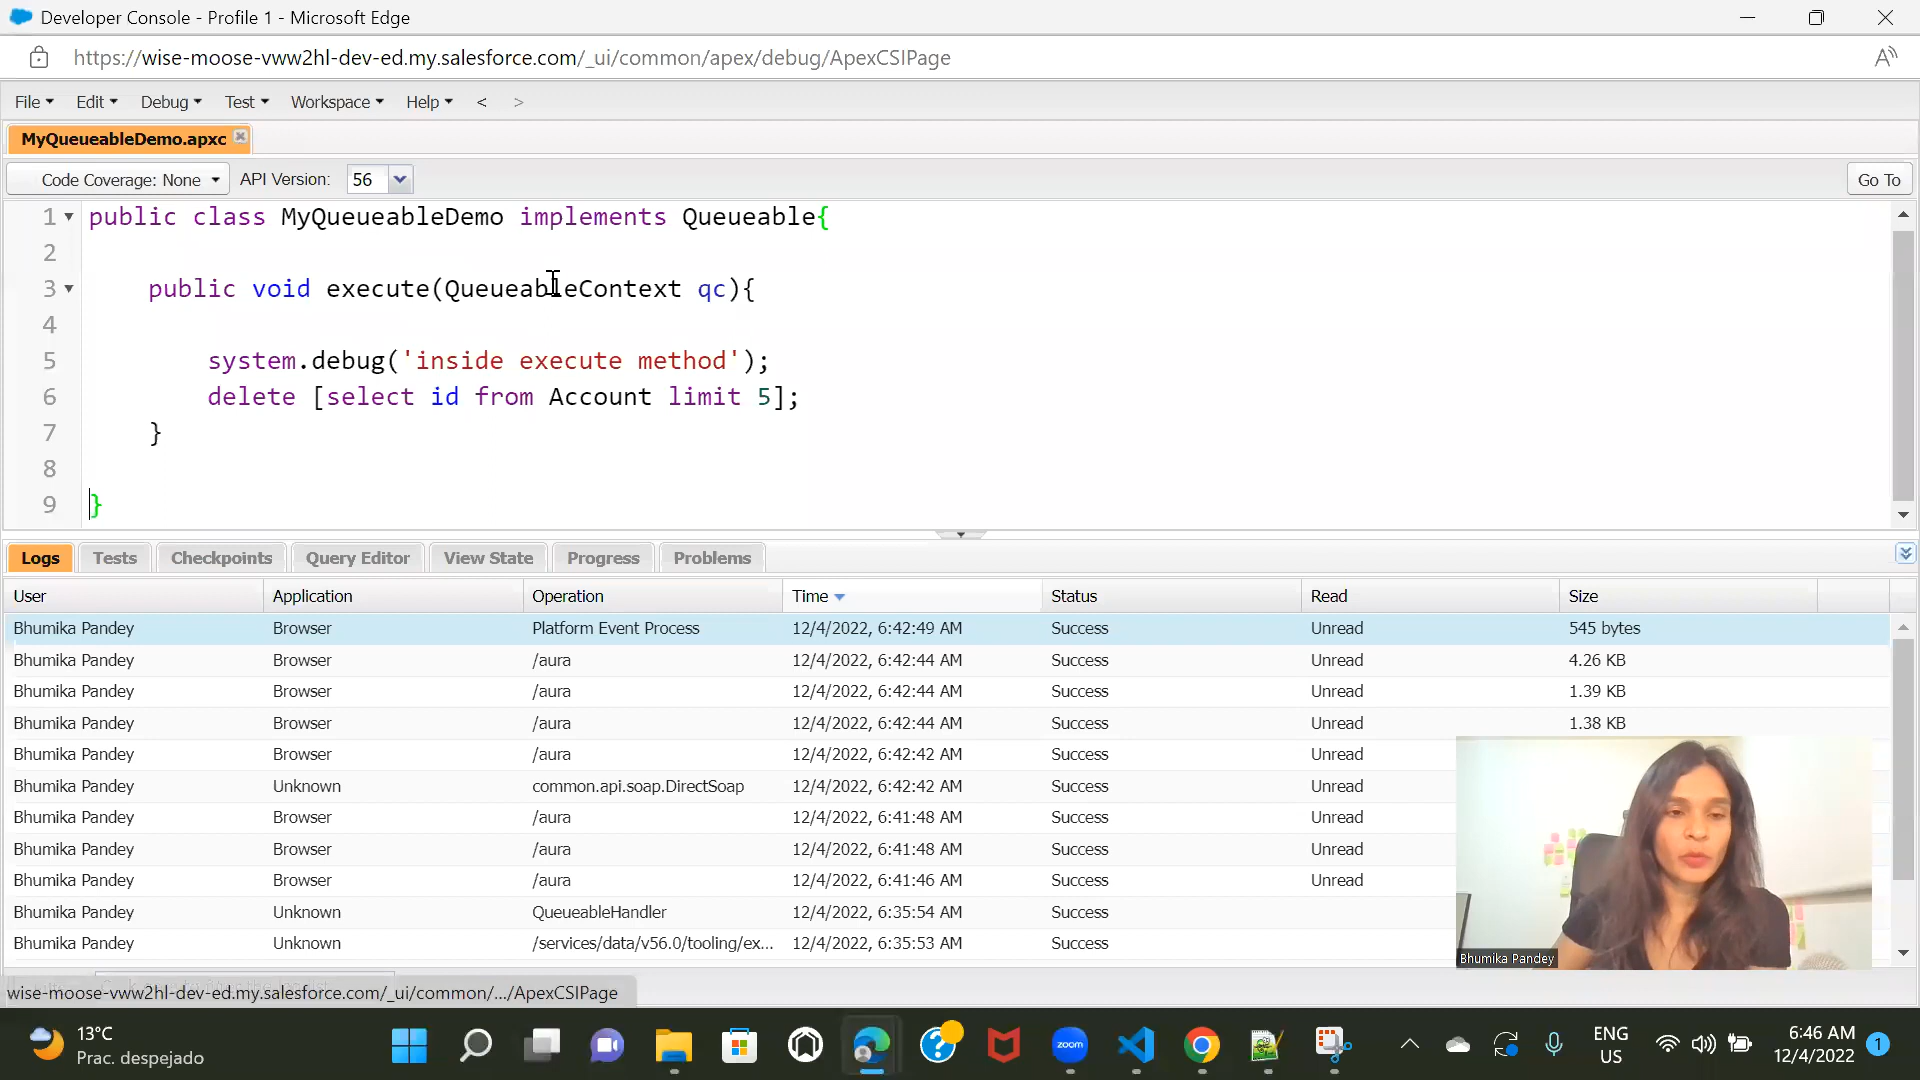 Developer Console - Profile 1 - Microsoft Edge
https://wise-moose-vww2hl-dev-ed.my.salesforce.com/_ui/common/apex/debug/ApexCSIPage
File Edit Debug Test Workspace Help < >
MyQueueableDemo.apxc
Code Coverage: None API Version: 56 Go To
1 public class MyQueueableDemo implements Queueable{
2
3 public void execute(QueueableContext qc){
4
5 system.debug('inside execute method');
6 delete [select id from Account limit 5];
7 }
8
9 }
Logs Tests Checkpoints Query Editor View State Progress Problems
User Application Operation Time Status Read Size
Bhumika Pandey Browser Platform Event Process 12/4/2022, 6:42:49 AM Success Unread 545 bytes
Bhumika Pandey Browser /aura 12/4/2022, 6:42:44 AM Success Unread 4.26 KB
Bhumika Pandey Browser /aura 12/4/2022, 6:42:44 AM Success Unread 1.39 KB
Bhumika Pandey Browser /aura 12/4/2022, 6:42:44 AM Success Unread 1.38 KB
Bhumika Pandey Browser /aura 12/4/2022, 6:42:42 AM Success Unread
Bhumika Pandey Unknown common.api.soap.DirectSoap 12/4/2022, 6:42:42 AM Success Unread
Bhumika Pandey Browser /aura 12/4/2022, 6:41:48 AM Success Unread
Bhumika Pandey Browser /aura 12/4/2022, 6:41:48 AM Success Unread
Bhumika Pandey Browser /aura 12/4/2022, 6:41:46 AM Success Unread
Bhumika Pandey Unknown QueueableHandler 12/4/2022, 6:35:54 AM Success
Bhumika Pandey Unknown /services/data/v56.0/tooling/ex... 12/4/2022, 6:35:53 AM Success
Bhumika Pandey
wise-moose-vww2hl-dev-ed.my.salesforce.com/_ui/common/.../ApexCSIPage
13°C
Prac. despejado
zoom
ENG
US
6:46 AM
12/4/2022
1